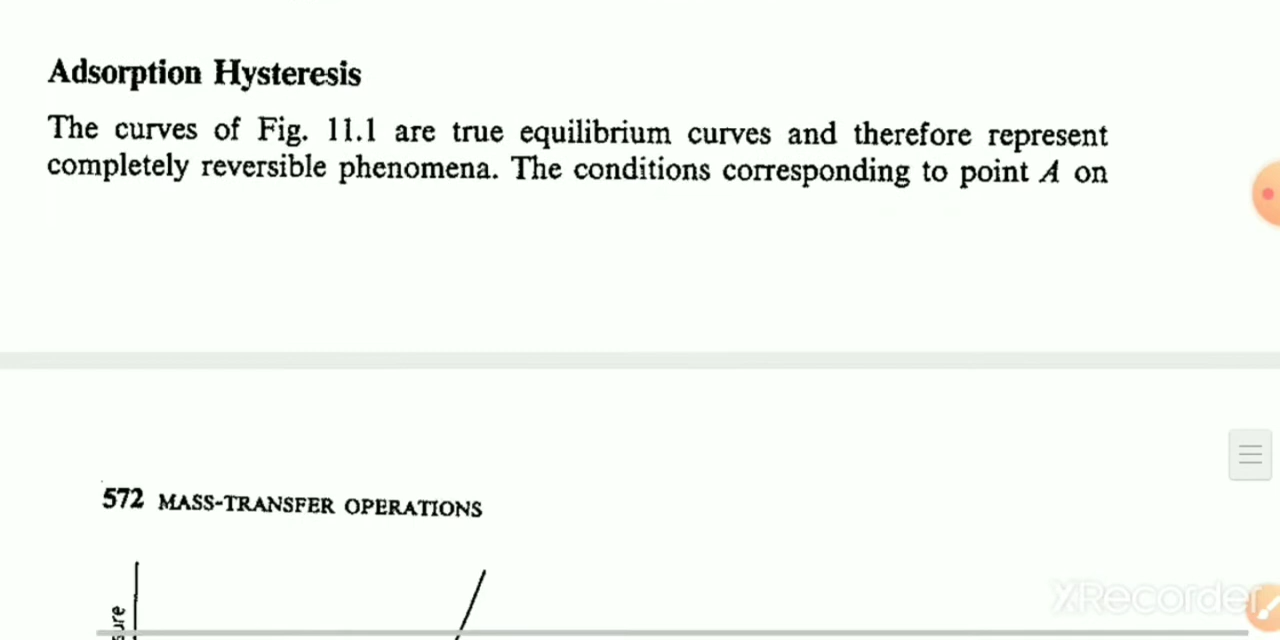 Adsorption Hysteresis
The curves of Fig. 11.1 are true equilibrium curves and therefore represent
completely reversible phenomena. The conditions corresponding to point A on
572 MASS-TRANSFER OPERATIONS
XRecorder